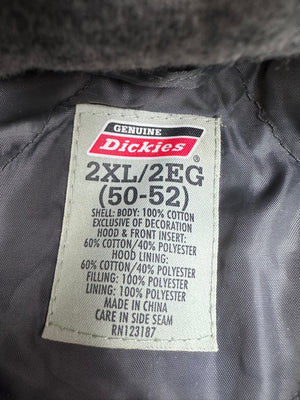 GENUINE
Dickies
®
2XL/2EG
(50-52)
SHELL: BODY: 100% COTTON
EXCLUSIVE OF DECORATION
HOOD & FRONT INSERT:
60% COTTON/40% POLYESTER
HOOD LINING:
60% COTTON/40% POLYESTER
FILLING: 100% POLYESTER
LINING: 100% POLYESTER
MADE IN CHINA
CARE IN SIDE SEAM
RN123187